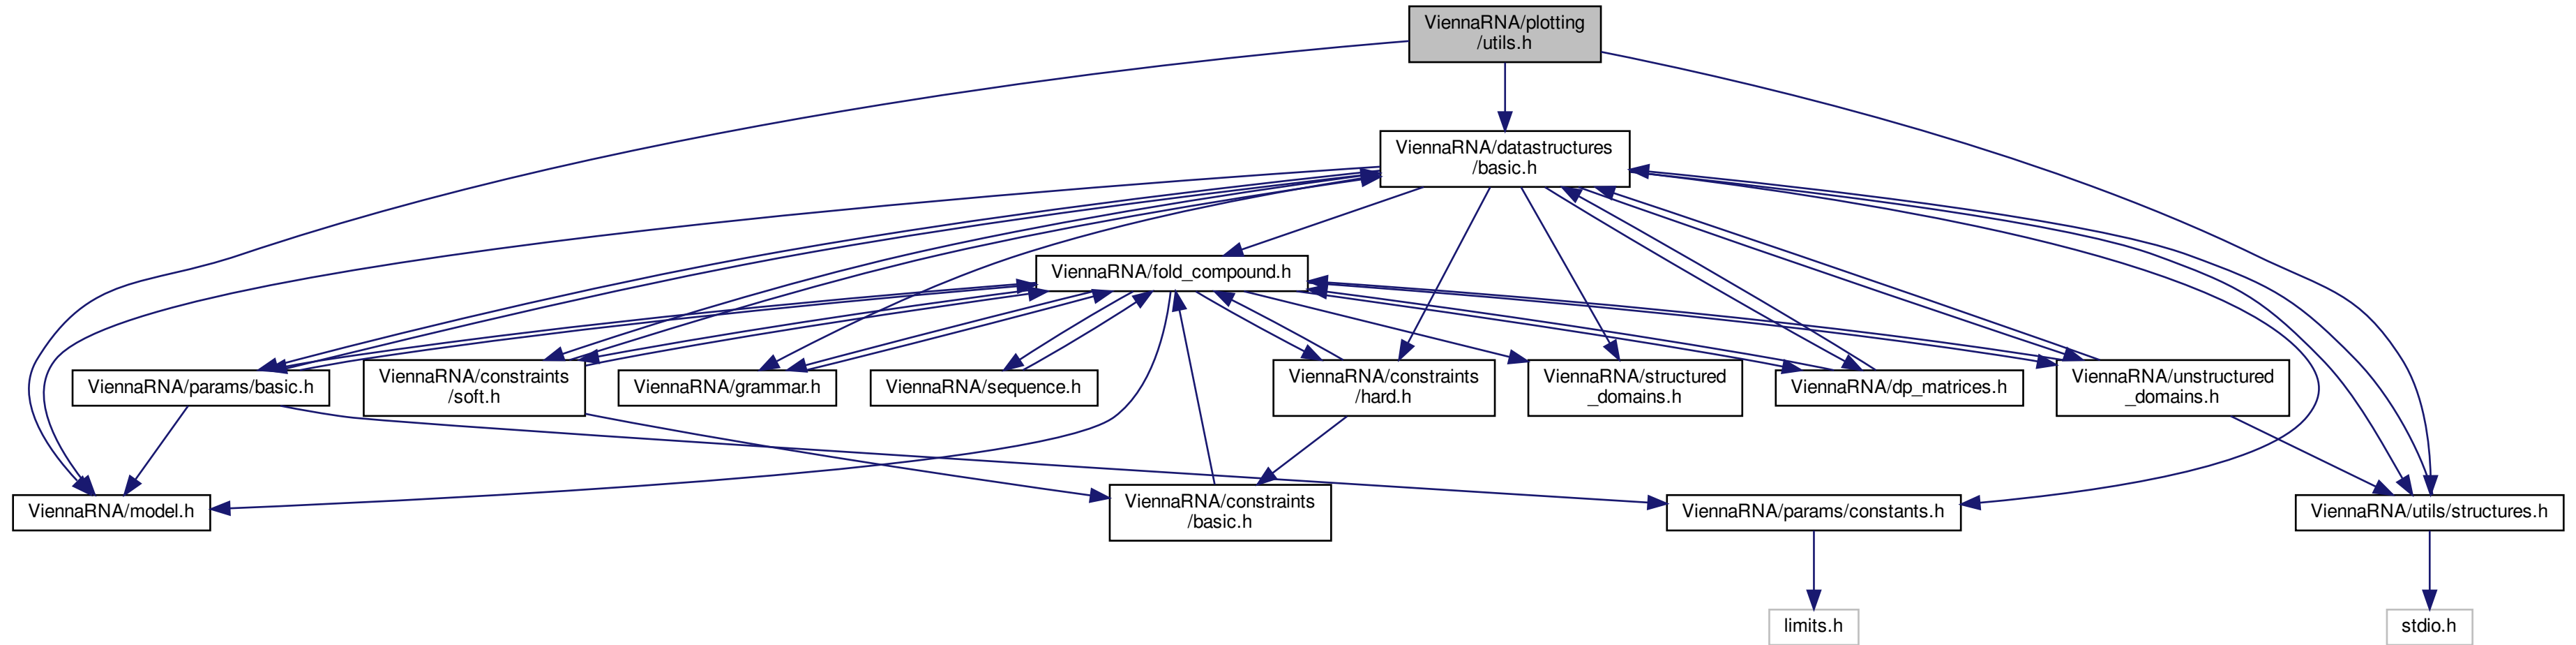 ViennaRNA/plotting
/utils.h
ViennaRNA/datastructures
/basic.h
ViennaRNA/fold_compound.h
ViennaRNA/params/basic.h
ViennaRNA/constraints
/soft.h
ViennaRNA/grammar.h
ViennaRNA/sequence.h
ViennaRNA/constraints
/hard.h
ViennaRNA/structured
_domains.h
ViennaRNA/dp_matrices.h
ViennaRNA/unstructured
_domains.h
ViennaRNA/model.h
ViennaRNA/constraints
/basic.h
ViennaRNA/params/constants.h
ViennaRNA/utils/structures.h
limits.h
stdio.h